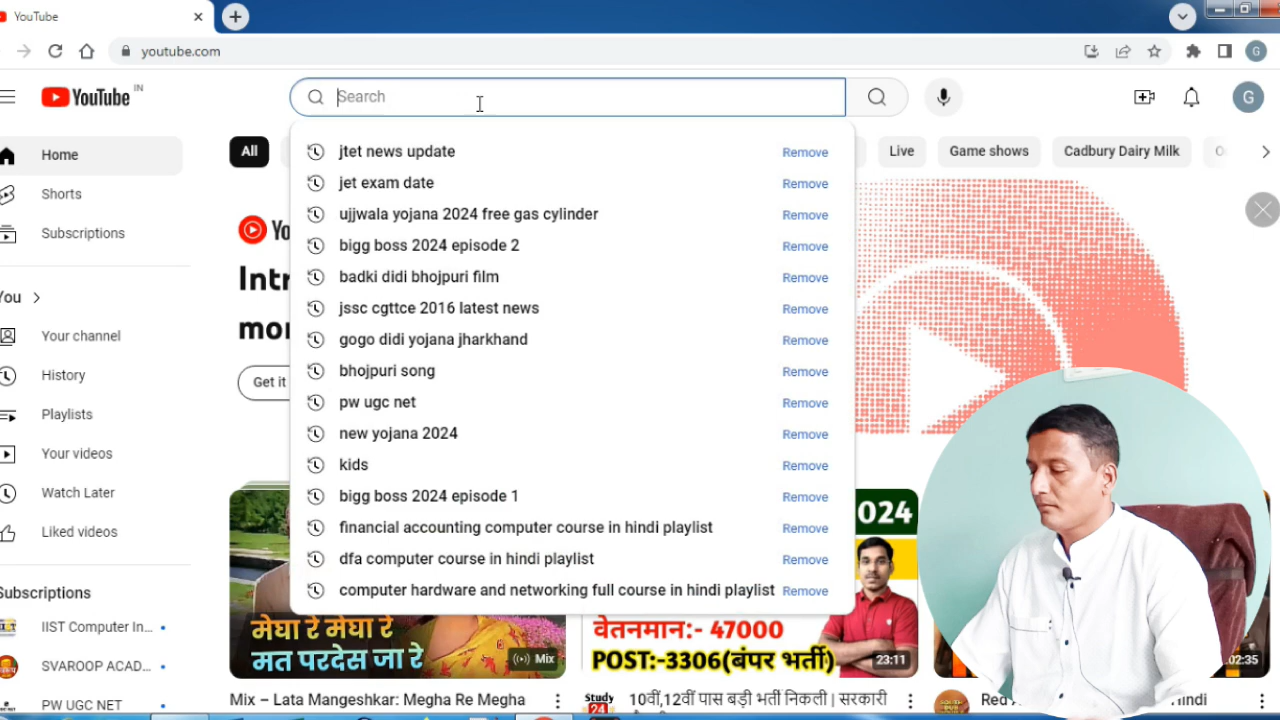 YouTube
youtube.com
G
YouTube IN
Search
G
All
Live
Game shows
Cadbury Dairy Milk
Home
Shorts
Subscriptions
You
Your channel
History
Playlists
Your videos
Watch Later
Liked videos
Subscriptions
IIST Computer In...
SVAROOP ACAD...
PW UGC NET
jtet news update Remove
jet exam date Remove
ujjwala yojana 2024 free gas cylinder Remove
bigg boss 2024 episode 2 Remove
badki didi bhojpuri film Remove
jssc cgttce 2016 latest news Remove
gogo didi yojana jharkhand Remove
bhojpuri song Remove
pw ugc net Remove
new yojana 2024 Remove
kids Remove
bigg boss 2024 episode 1 Remove
financial accounting computer course in hindi playlist Remove
dfa computer course in hindi playlist Remove
computer hardware and networking full course in hindi playlist Remove
Get it
मेघा रे मेघा रे
मत परदेस जा रे
Mix
Mix – Lata Mangeshkar: Megha Re Megha
024
वेतनमान:- 47000
POST:-3306(बंपर भर्ती)
23:11
Study
24
10वीं,12वीं पास बड़ी भर्ती निकली | सरकारी
02:35
Red